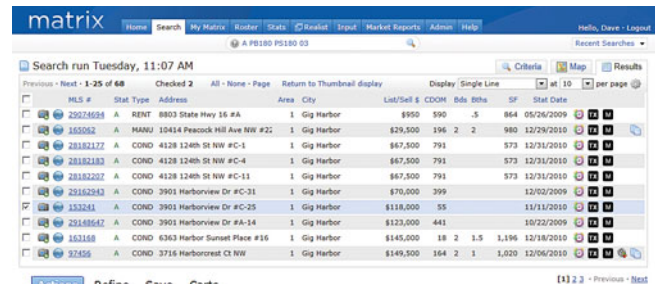 matrix Home Search My Matrix Roster Stats Realist Input Market Reports Admin Help Hello, Dave - Logout
A PB180 PS180 03 Recent Searches
Search run Tuesday, 11:07 AM Criteria Map Results
Previous - Next - 1-25 of 68 Checked 2 All - None - Page Return to Thumbnail display Display Single Line at 10 per page
MLS # Stat Type Address Area City List/Sell $ CDOM Bds Bths SF Stat Date
29074694 A RENT 8803 State Hwy 16 #A 1 Gig Harbor $950 590 .5 864 05/26/2009 TX M
165062 A MANU 10414 Peacock Hill Ave NW #22 1 Gig Harbor $29,500 196 2 2 980 12/29/2010 TX M
28182177 A COND 4128 124th St NW #C-1 1 Gig Harbor $67,500 791 573 12/31/2010 TX M
28182183 A COND 4128 124th St NW #C-4 1 Gig Harbor $67,500 791 573 12/31/2010 TX M
28182207 A COND 4128 124th St NW #C-11 1 Gig Harbor $67,500 791 573 12/31/2010 TX M
29162943 A COND 3901 Harborview Dr #C-31 1 Gig Harbor $70,000 399 12/02/2009 TX M
153241 A COND 3901 Harborview Dr #C-25 1 Gig Harbor $118,000 55 11/11/2010 TX M
29148647 A COND 3901 Harborview Dr #A-14 1 Gig Harbor $123,000 441 10/22/2009 TX M
163168 A COND 6363 Harbor Sunset Place #16 1 Gig Harbor $145,000 18 2 1.5 1,196 12/18/2010 TX M
97456 A COND 3716 Harborcrest Ct NW 1 Gig Harbor $149,500 164 2 1 1,020 12/06/2010 TX M
Actions Refine Save Carts [1] 2 3 - Previous - Next